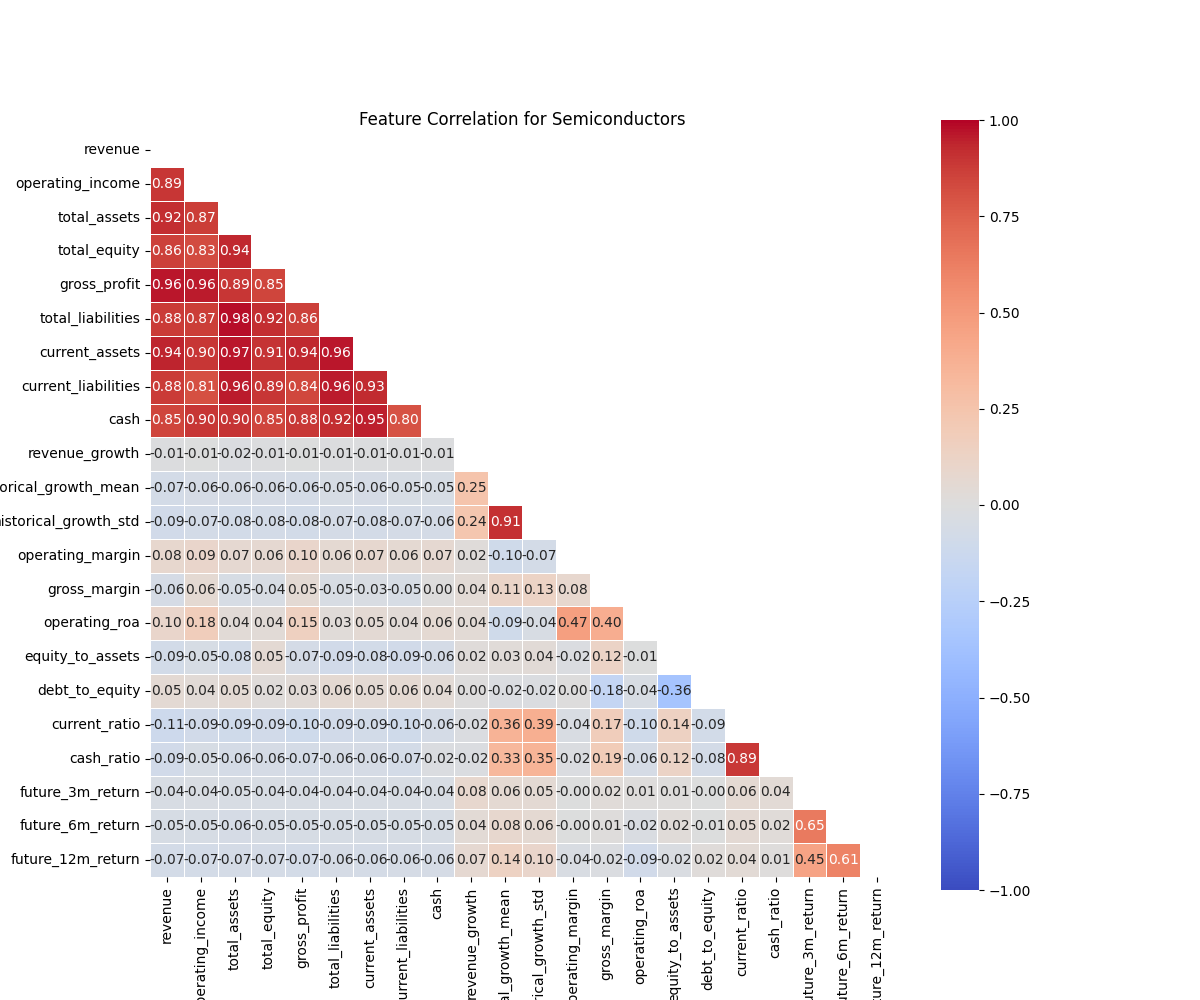 Feature Correlation for Semiconductors
1.00
revenue
operating_income 0.89
total_assets 0.92 0.87
0.75
total_equity 0.86 0.83 0.94
gross_profit 0.96 0.96 0.89 0.85
total_liabilities 0.88 0.87 0.98 0.92 0.86
0.50
current_assets 0.94 0.90 0.97 0.91 0.94 0.96
current_liabilities 0.88 0.81 0.96 0.89 0.84 0.96 0.93
0.25
cash 0.85 0.90 0.90 0.85 0.88 0.92 0.95 0.80
revenue_growth -0.01 -0.01 -0.02 -0.01 -0.01 -0.01 -0.01 -0.01 -0.01
orical_growth_mean -0.07 -0.06 -0.06 -0.06 -0.06 -0.05 -0.06 -0.05 -0.05 0.25
0.00
istorical_growth_std -0.09 -0.07 -0.08 -0.08 -0.08 -0.07 -0.08 -0.07 -0.06 0.24 0.91
operating_margin 0.08 0.09 0.07 0.06 0.10 0.06 0.07 0.06 0.07 0.02 -0.10 -0.07
gross_margin -0.06 0.06 -0.05 -0.04 0.05 -0.05 -0.03 -0.05 0.00 0.04 0.11 0.13 0.08
−0.25
operating_roa 0.10 0.18 0.04 0.04 0.15 0.03 0.05 0.04 0.06 0.04 -0.09 -0.04 0.47 0.40
equity_to_assets -0.09 -0.05 -0.08 0.05 -0.07 -0.09 -0.08 -0.09 -0.06 0.02 0.03 0.04 -0.02 0.12 -0.01
debt_to_equity 0.05 0.04 0.05 0.02 0.03 0.06 0.05 0.06 0.04 0.00 -0.02 -0.02 0.00 -0.18 -0.04 -0.36
−0.50
current_ratio -0.11 -0.09 -0.09 -0.09 -0.10 -0.09 -0.09 -0.10 -0.06 -0.02 0.36 0.39 -0.04 0.17 -0.10 0.14 -0.09
cash_ratio -0.09 -0.05 -0.06 -0.06 -0.07 -0.06 -0.06 -0.07 -0.02 -0.02 0.33 0.35 -0.02 0.19 -0.06 0.12 -0.08 0.89
−0.75
future_3m_return -0.04 -0.04 -0.05 -0.04 -0.04 -0.04 -0.04 -0.04 -0.04 0.08 0.06 0.05 -0.00 0.02 0.01 0.01 -0.00 0.06 0.04
future_6m_return -0.05 -0.05 -0.06 -0.05 -0.05 -0.05 -0.05 -0.05 -0.05 0.04 0.08 0.06 -0.00 0.01 -0.02 0.02 -0.01 0.05 0.02 0.65
future_12m_return -0.07 -0.07 -0.07 -0.07 -0.07 -0.06 -0.06 -0.06 -0.06 0.07 0.14 0.10 -0.04 -0.02 -0.09 -0.02 0.02 0.04 0.01 0.45 0.61
−1.00
revenue
perating_income
total_assets
total_equity
gross_profit
total_liabilities
current_assets
urrent_liabilities
cash
revenue_growth
al_growth_mean
rical_growth_std
perating_margin
gross_margin
operating_roa
equity_to_assets
debt_to_equity
current_ratio
cash_ratio
uture_3m_return
uture_6m_return
ture_12m_return